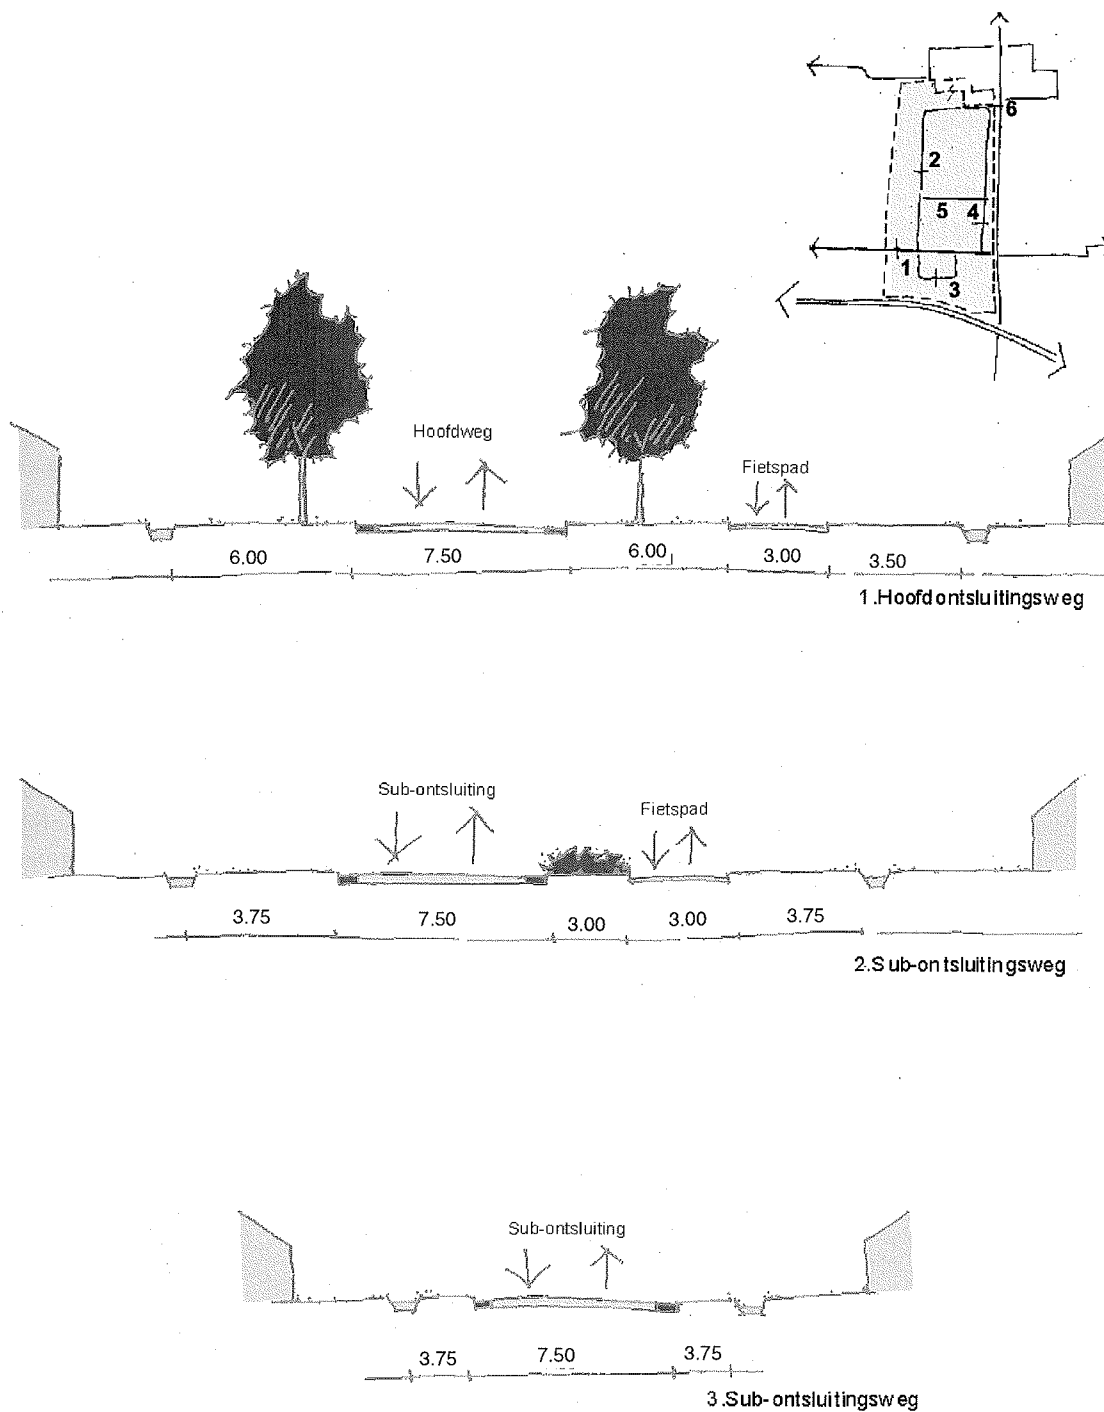 6
2
5 4
1
3
Hoofdweg
Fietspad
6.00 7.50 6.00 3.00 3.50
1.Hoofdontsluitingsweg
Sub-ontsluiting
Fietspad
3.75 7.50 3.00 3.00 3.75
2.Sub-ontsluitingsweg
Sub-ontsluiting
3.75 7.50 3.75
3.Sub-ontsluitingsweg